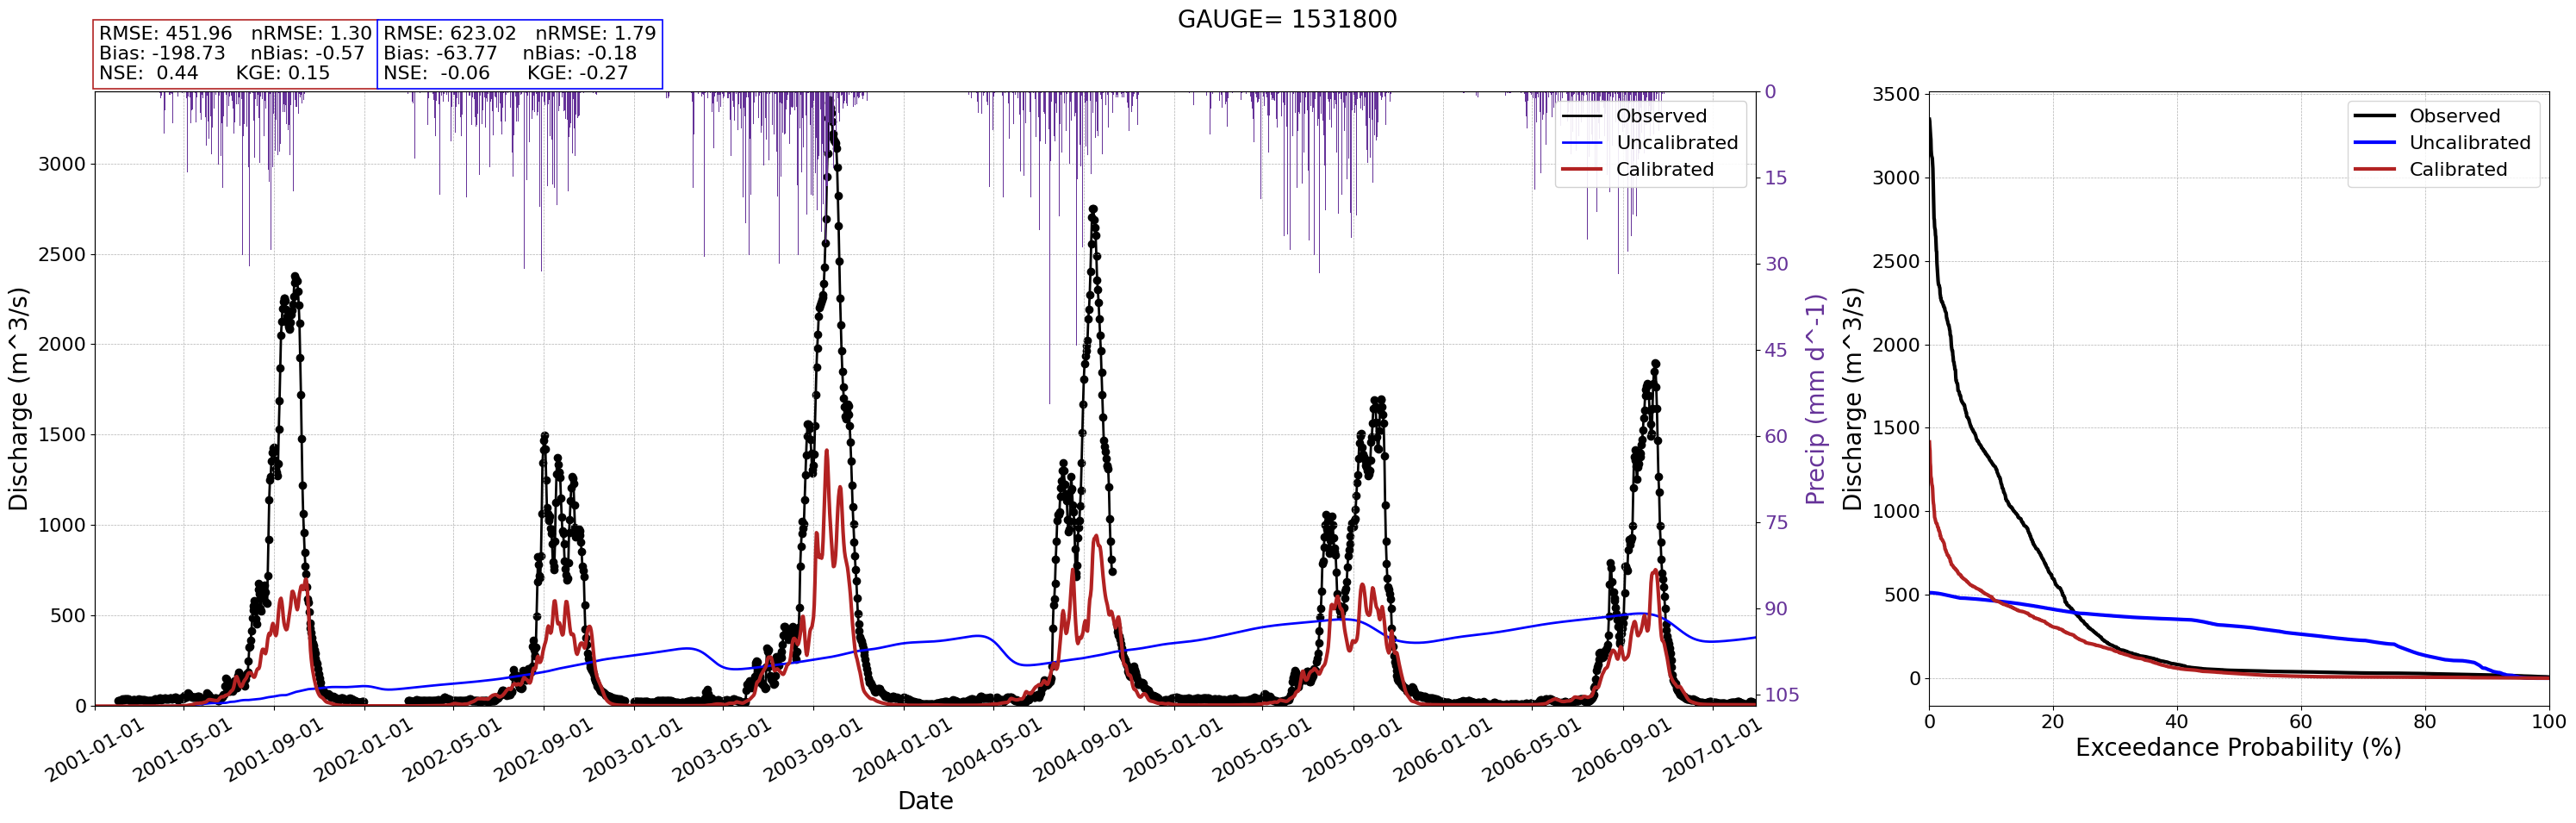 GAUGE= 1531800
RMSE: 451.96 nRMSE: 1.30
Bias: -198.73 nBias: -0.57
NSE: 0.44 KGE: 0.15
RMSE: 623.02 nRMSE: 1.79
Bias: -63.77 nBias: -0.18
NSE: -0.06 KGE: -0.27
Discharge (m^3/s)
3000
2500
2000
1500
1000
500
0
Observed
Uncalibrated
Calibrated
0
15
30
45
60
75
90
105
Precip (mm d^-1)
2001-01-01
2001-05-01
2001-09-01
2002-01-01
2002-05-01
2002-09-01
2003-01-01
2003-05-01
2003-09-01
2004-01-01
2004-05-01
2004-09-01
2005-01-01
2005-05-01
2005-09-01
2006-01-01
2006-05-01
2006-09-01
2007-01-01
Date
Discharge (m^3/s)
3500
3000
2500
2000
1500
1000
500
0
Observed
Uncalibrated
Calibrated
0 20 40 60 80 100
Exceedance Probability (%)